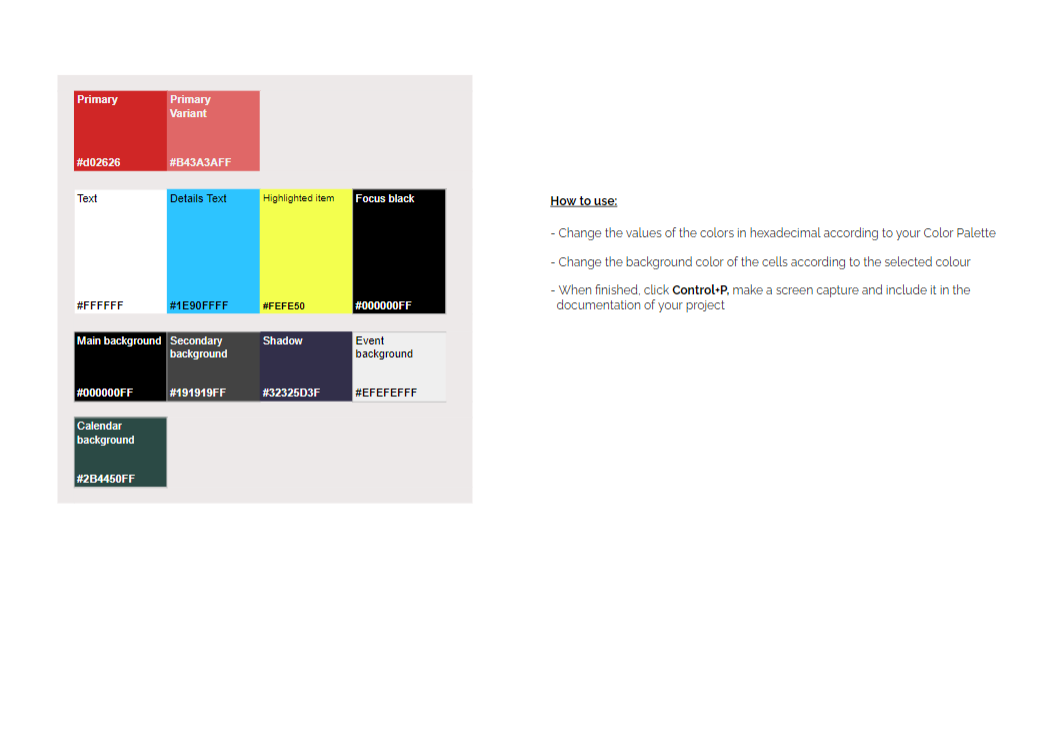 Primary
Primary
Variant
#d02626
#B43A3AFF
Text
Details Text
Highlighted item
Focus black
#FFFFFF
#1E90FFFF
#FEFE50
#000000FF
Main background
Secondary
background
Shadow
Event
background
#000000FF
#191919FF
#32325D3F
#EFEFEFFF
Calendar
background
#2B4450FF
How to use:
- Change the values of the colors in hexadecimal according to your Color Palette
- Change the background color of the cells according to the selected colour
- When finished, click Control+P, make a screen capture and include it in the
documentation of your project